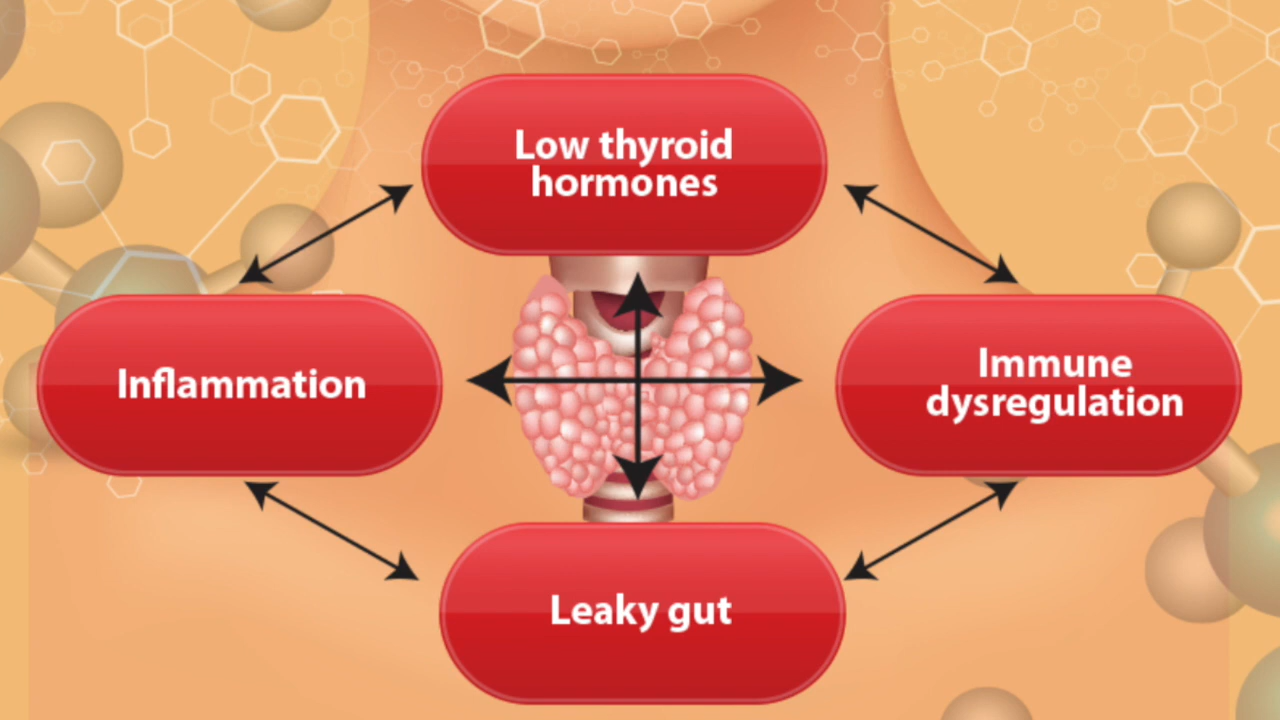 Low thyroid
hormones
Inflammation
Immune
dysregulation
Leaky gut